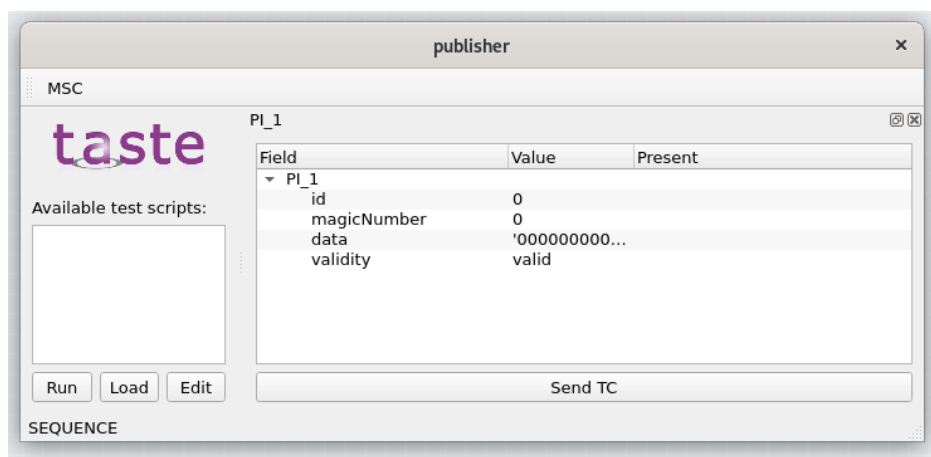 publisher
MSC
taste
Available test scripts:
Run Load Edit
SEQUENCE
PI_1
Field Value Present
PI_1
id 0
magicNumber 0
data '000000000...
validity valid
Send TC